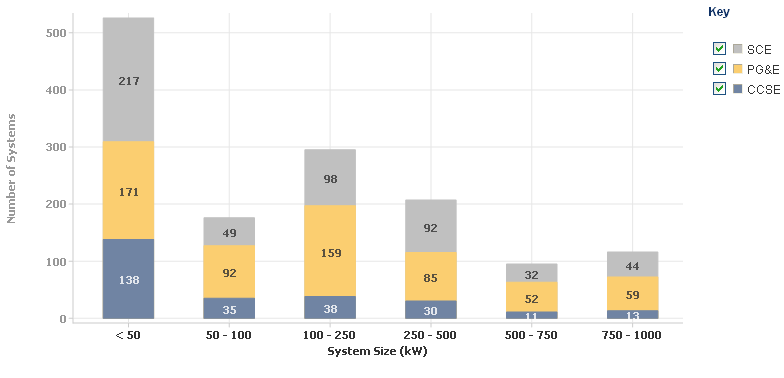 Key
SCE
PG&E
CCSE
Number of Systems
500
400
300
200
100
0
217
171
138
49
92
35
98
159
38
92
85
30
32
52
11
44
59
13
< 50
50 - 100
100 - 250
250 - 500
500 - 750
750 - 1000
System Size (kW)